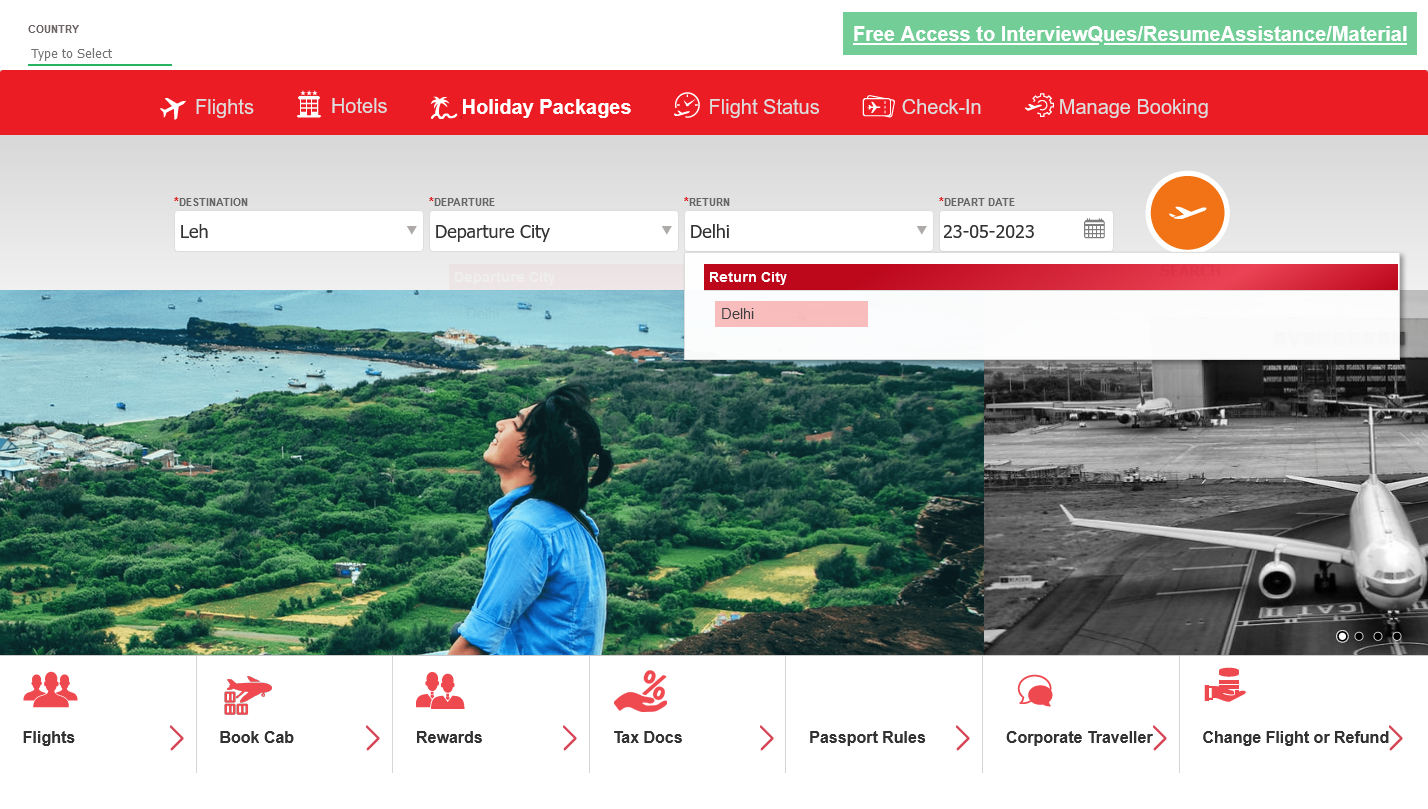 COUNTRY
Type to Select
Free Access to InterviewQues/ResumeAssistance/Material
Flights
Hotels
Holiday Packages
Flight Status
Check-In
Manage Booking
*DESTINATION
*DEPARTURE
*RETURN
*DEPART DATE
Leh
Departure City
Delhi
23-05-2023
SEARCH
Departure City
Return City
Delhi
Delhi
CAT II
Flights
Book Cab
Rewards
Tax Docs
Passport Rules
Corporate Traveller
Change Flight or Refund